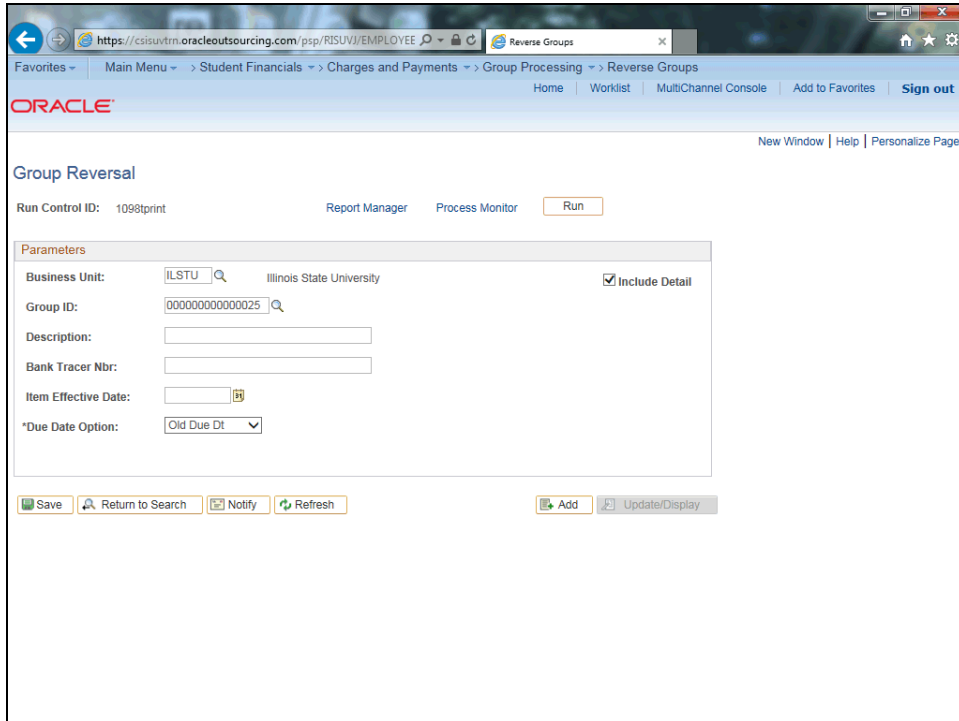 https://csisuvtrn.oracleoutsourcing.com/psp/RISUVJ/EMPLOYEE
Reverse Groups
Favorites Main Menu > Student Financials > Charges and Payments > Group Processing > Reverse Groups
Home | Worklist | MultiChannel Console | Add to Favorites | Sign out
ORACLE
New Window | Help | Personalize Page
Group Reversal
Run Control ID: 1098tprint Report Manager Process Monitor Run
Parameters
Business Unit: ILSTU Illinois State University Include Detail
Group ID: 000000000000025
Description:
Bank Tracer Nbr:
Item Effective Date: 31
*Due Date Option: Old Due Dt
Save Return to Search Notify Refresh Add Update/Display